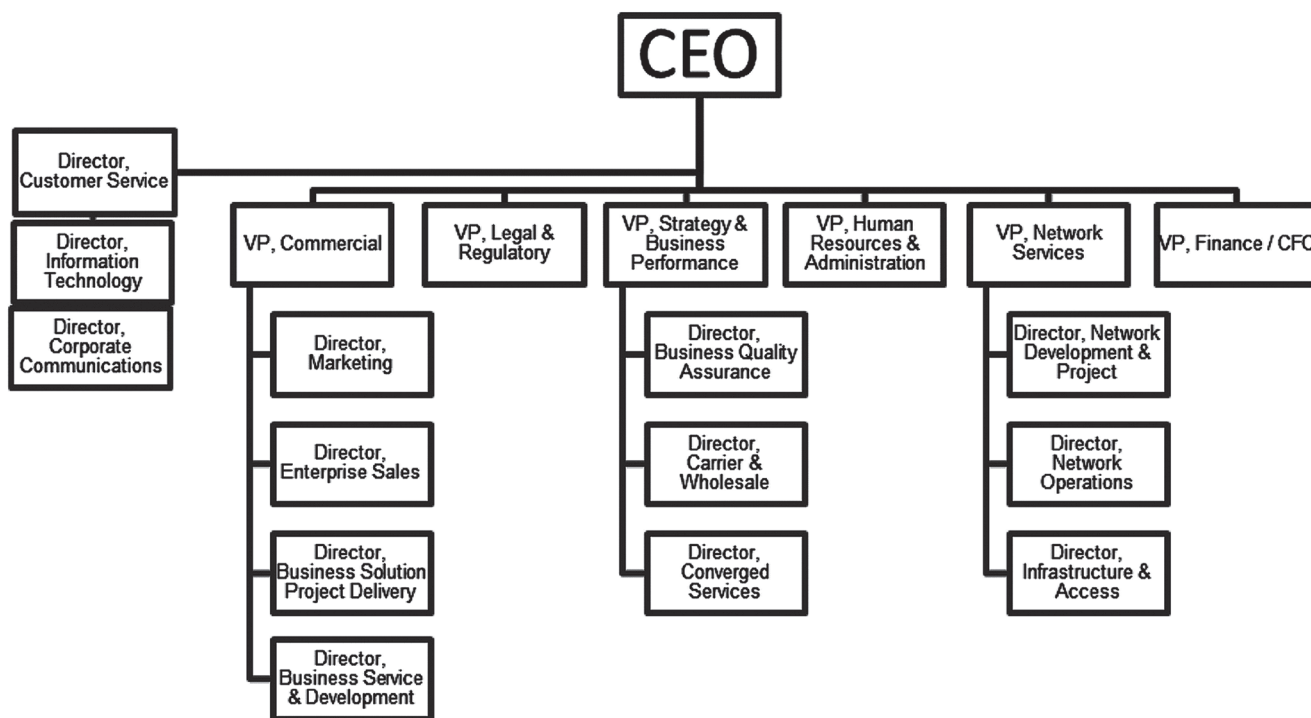 CEO
Director,
Customer Service
Director,
Information
Technology
Director,
Corporate
Communications
VP, Commercial
VP, Legal &
Regulatory
VP, Strategy &
Business
Performance
VP, Human
Resources &
Administration
VP, Network
Services
VP, Finance / CFO
Director,
Marketing
Director,
Enterprise Sales
Director,
Business Solution
Project Delivery
Director,
Business Service
& Development
Director,
Business Quality
Assurance
Director,
Carrier &
Wholesale
Director,
Converged
Services
Director, Network
Development &
Project
Director,
Network
Operations
Director,
Infrastructure &
Access